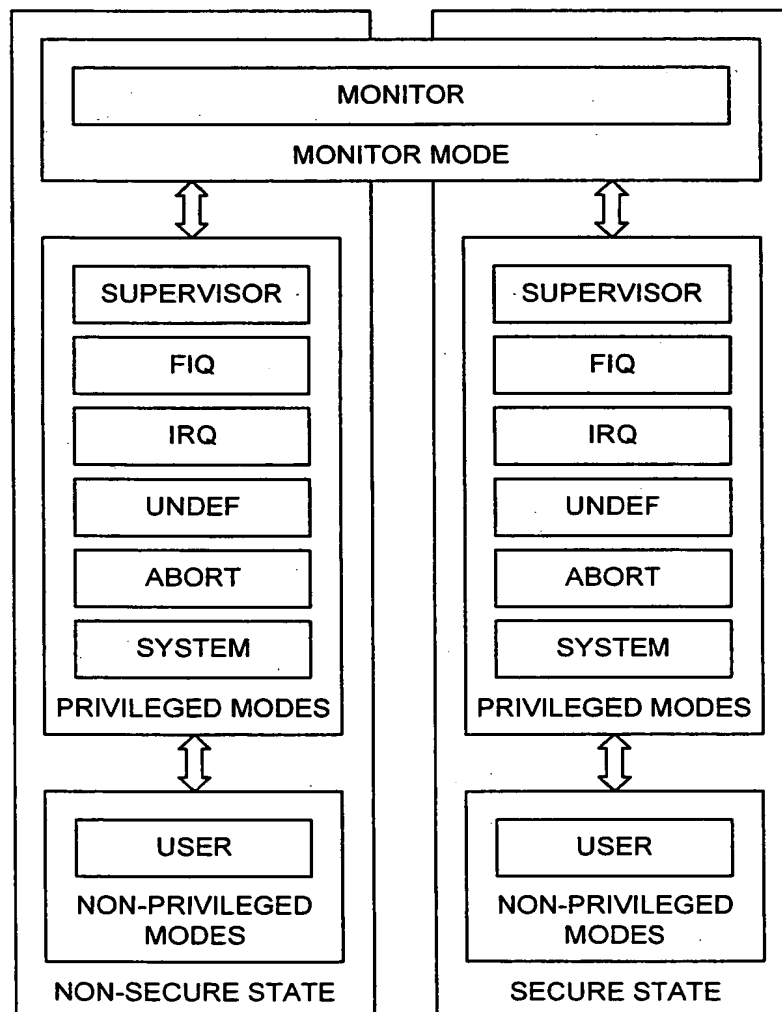 MONITOR
MONITOR MODE
SUPERVISOR
FIQ
IRQ
UNDEF
ABORT
SYSTEM
PRIVILEGED MODES
USER
NON-PRIVILEGED
MODES
NON-SECURE STATE
SUPERVISOR
FIQ
IRQ
UNDEF
ABORT
SYSTEM
PRIVILEGED MODES
USER
NON-PRIVILEGED
MODES
SECURE STATE